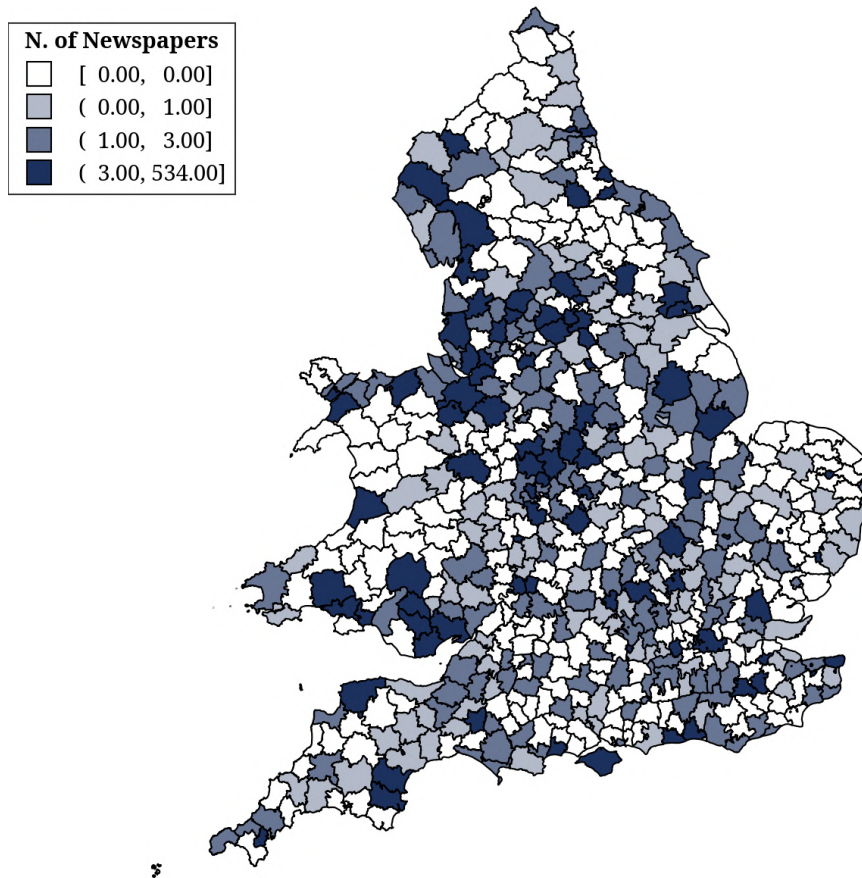 N. of Newspapers
[ 0.00, 0.00]
( 0.00, 1.00]
( 1.00, 3.00]
( 3.00, 534.00]